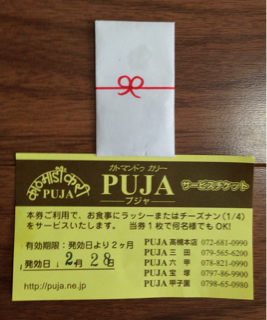 カトマンドゥ カリー
PUJA
PUJA
プジャ
サービスチケット
本券ご利用で、お食事にラッシーまたはチーズナン(1/4)
をサービスいたします。 当券1枚で何名様でもOK!
有効期限:発効日より2ヶ月
発効日: 2月28日
http://puja.ne.jp
PUJA 高槻本店 072-681-0990
PUJA 三 田 079-565-6200
PUJA 六 甲 078-821-0990
PUJA 宝 塚 0797-86-9900
PUJA 甲子園 0798-65-0980